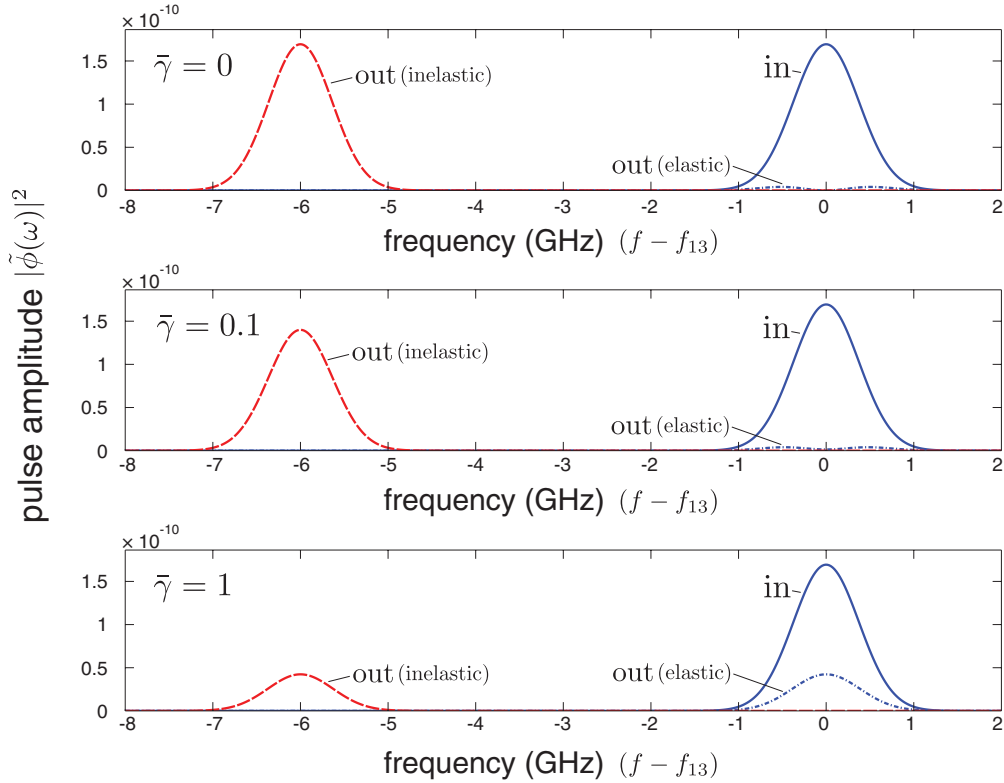 pulse amplitude |φ̃(ω)|²
× 10⁻¹⁰
γ̄ = 0
out (inelastic)
in
out (elastic)
1.5
1
0.5
0
-8 -7 -6 -5 -4 -3 -2 -1 0 1 2
frequency (GHz) (f − f₁₃)
× 10⁻¹⁰
γ̄ = 0.1
out (inelastic)
in
out (elastic)
1.5
1
0.5
0
-8 -7 -6 -5 -4 -3 -2 -1 0 1 2
frequency (GHz) (f − f₁₃)
× 10⁻¹⁰
γ̄ = 1
in
out (inelastic)
out (elastic)
1.5
1
0.5
0
-8 -7 -6 -5 -4 -3 -2 -1 0 1 2
frequency (GHz) (f − f₁₃)